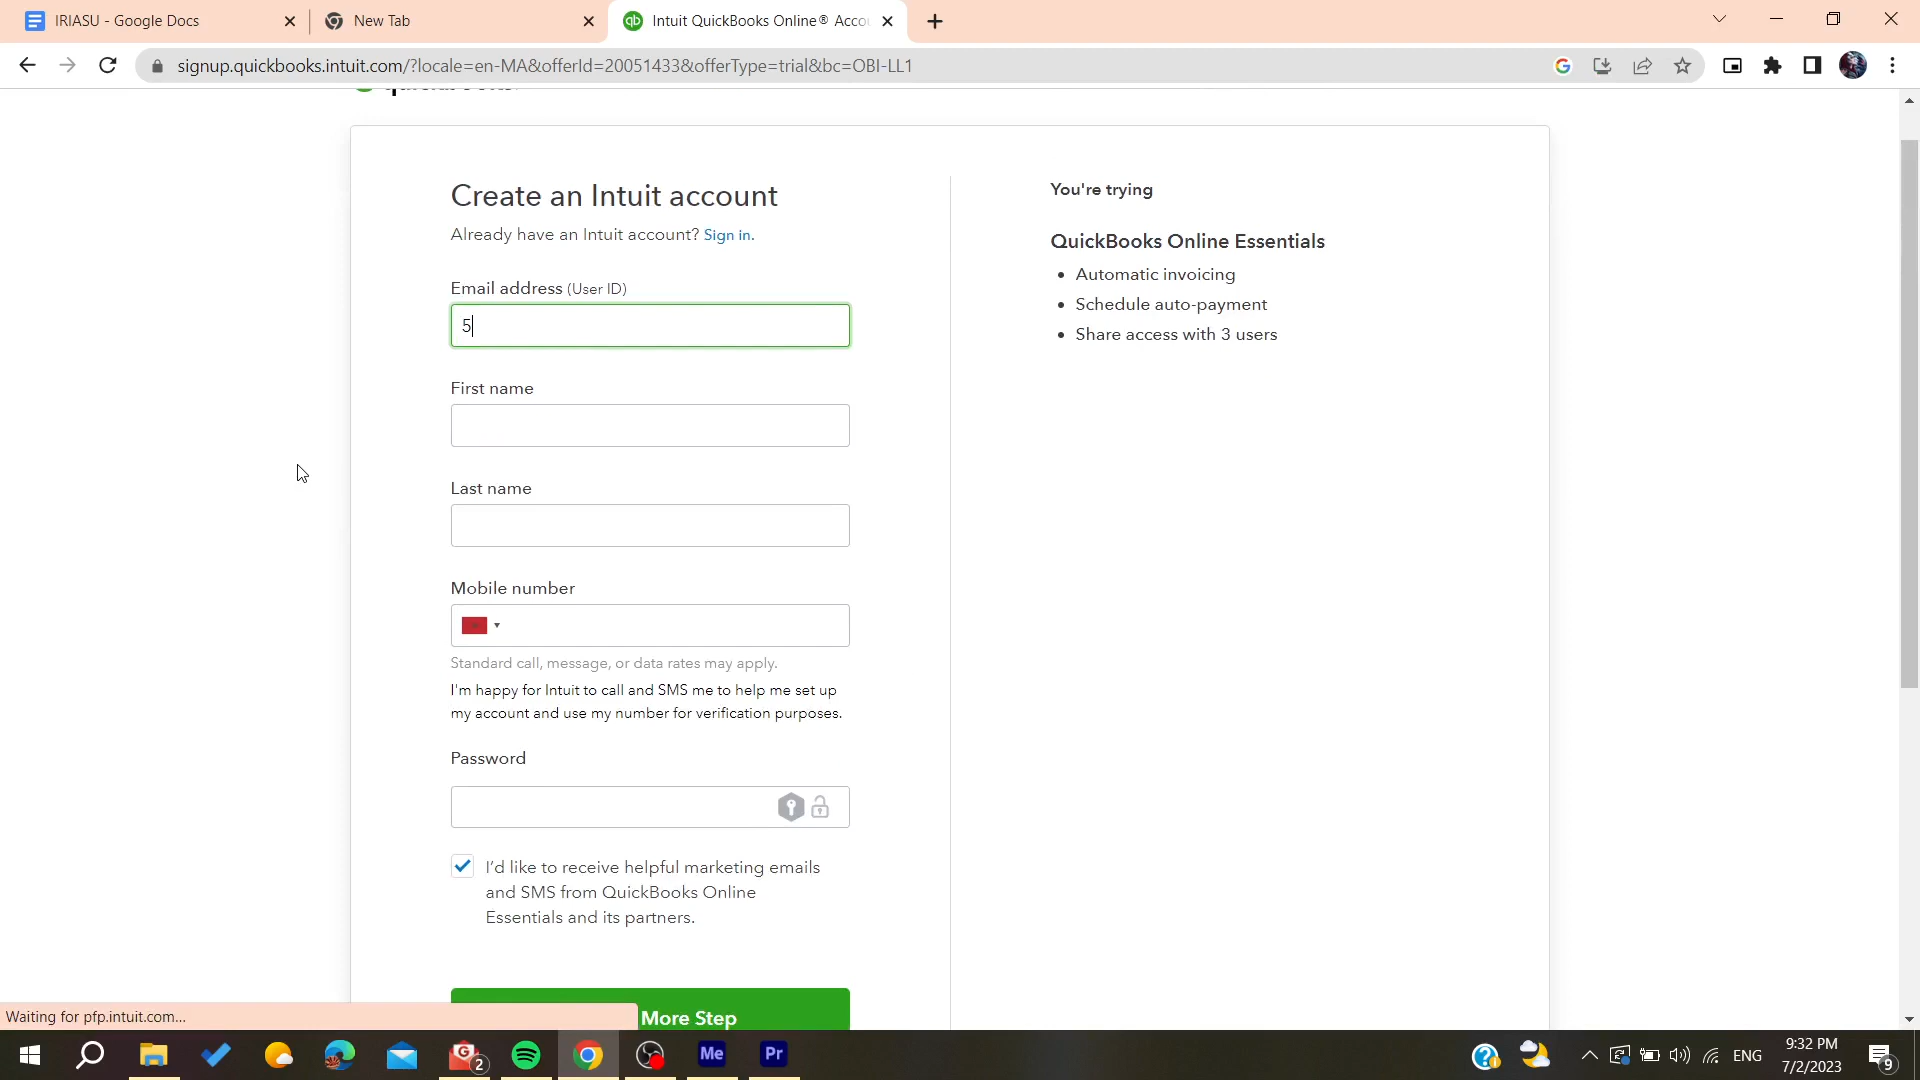 IRIASU - Google Docs
New Tab
Intuit QuickBooks Online® Acco
signup.quickbooks.intuit.com/?locale=en-MA&offerId=20051433&offerType=trial&bc=OBI-LL1
Create an Intuit account
Already have an Intuit account? Sign in.
Email address (User ID)
5
First name
Last name
Mobile number
Standard call, message, or data rates may apply.
I'm happy for Intuit to call and SMS me to help me set up
my account and use my number for verification purposes.
Password
I'd like to receive helpful marketing emails
and SMS from QuickBooks Online
Essentials and its partners.
More Step
You're trying
QuickBooks Online Essentials
• Automatic invoicing
• Schedule auto-payment
• Share access with 3 users
Waiting for pfp.intuit.com...
2
Me
Pr
ENG
9:32 PM
7/2/2023
9